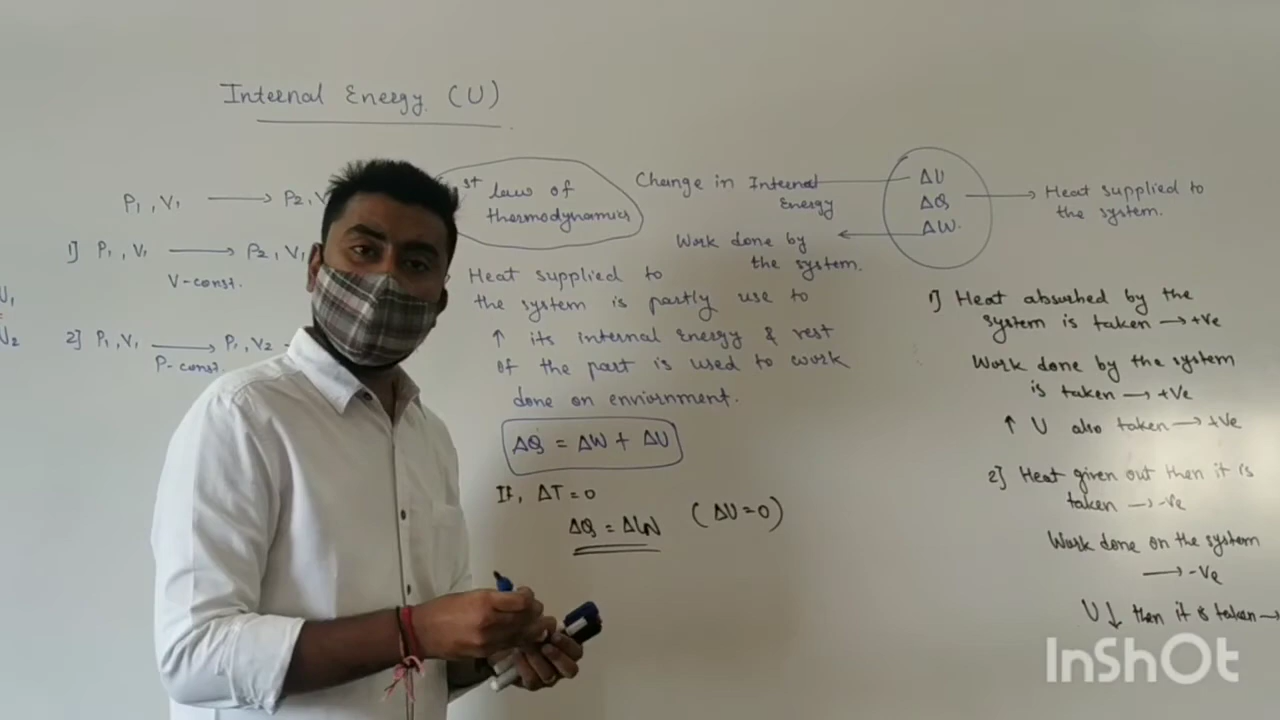 Internal Energy (U)
P1, V1 → P2, V
1] P1, V1 → P2, V1
V-const.
U1
U2
2] P1, V1 → P1, V2
P-const.
st law of
thermodynamics
Heat supplied to
the system is partly use to
↑ its internal energy & rest
of the part is used to work
done on enniornment.
ΔQ = ΔW + ΔU
If, ΔT = 0
ΔQ = ΔW (ΔU = 0)
Change in Internal
Energy
Work done by
the system.
ΔU
ΔQ
ΔW.
Heat supplied to
the system.
1) Heat absorbed by the
system is taken → +ve
Work done by the system
is taken → +ve
↑ U also taken → +ve
2] Heat given out then it is
taken → -ve
Work done on the system
→ -ve
U ↓ then it is taken →
InShOt